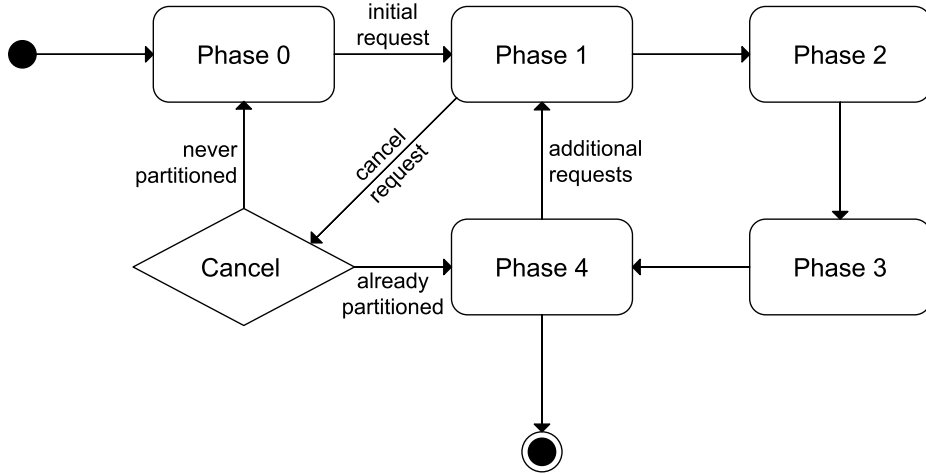 initial
request
Phase 0
Phase 1
Phase 2
never
partitioned
cancel
request
additional
requests
Cancel
Phase 4
Phase 3
already
partitioned